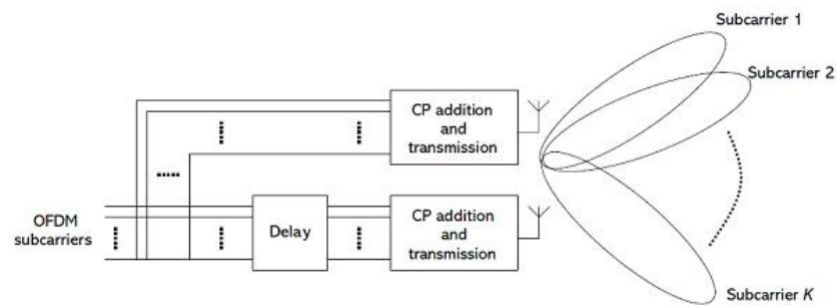 Subcarrier 1
Subcarrier 2
CP addition
and
transmission
OFDM
subcarriers
Delay
CP addition
and
transmission
Subcarrier K